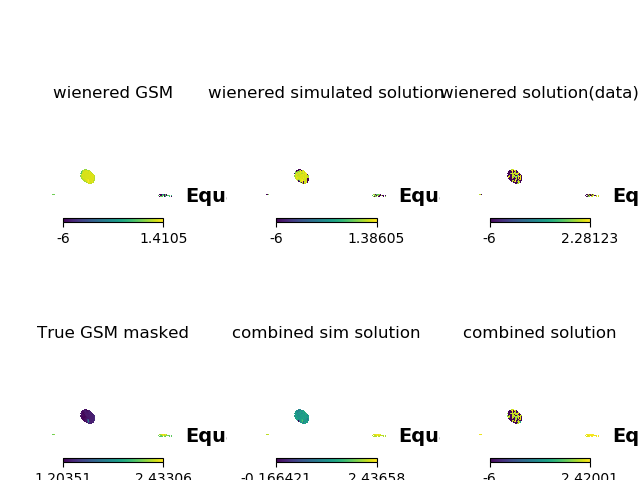 wienered GSM wienered simulated solution wienered solution(data)
Equ Equ Eq
-6 1.4105 -6 1.38605 -6 2.28123
True GSM masked combined sim solution combined solution
Equ Equ Eq
1.20351 2.43306 -0.166421 2.43658 -6 2.42001